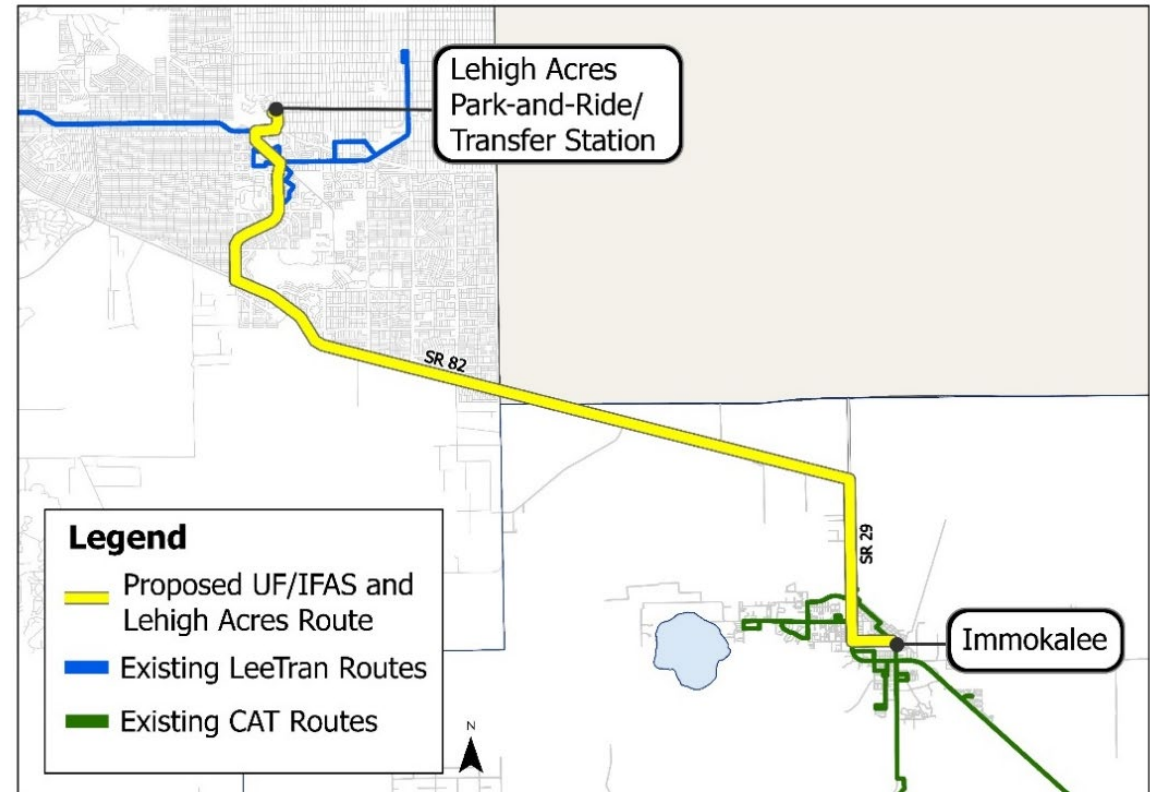 Lehigh Acres
Park-and-Ride/
Transfer Station
SR 82
SR 29
Immokalee
Legend
Proposed UF/IFAS and
Lehigh Acres Route
Existing LeeTran Routes
Existing CAT Routes
N